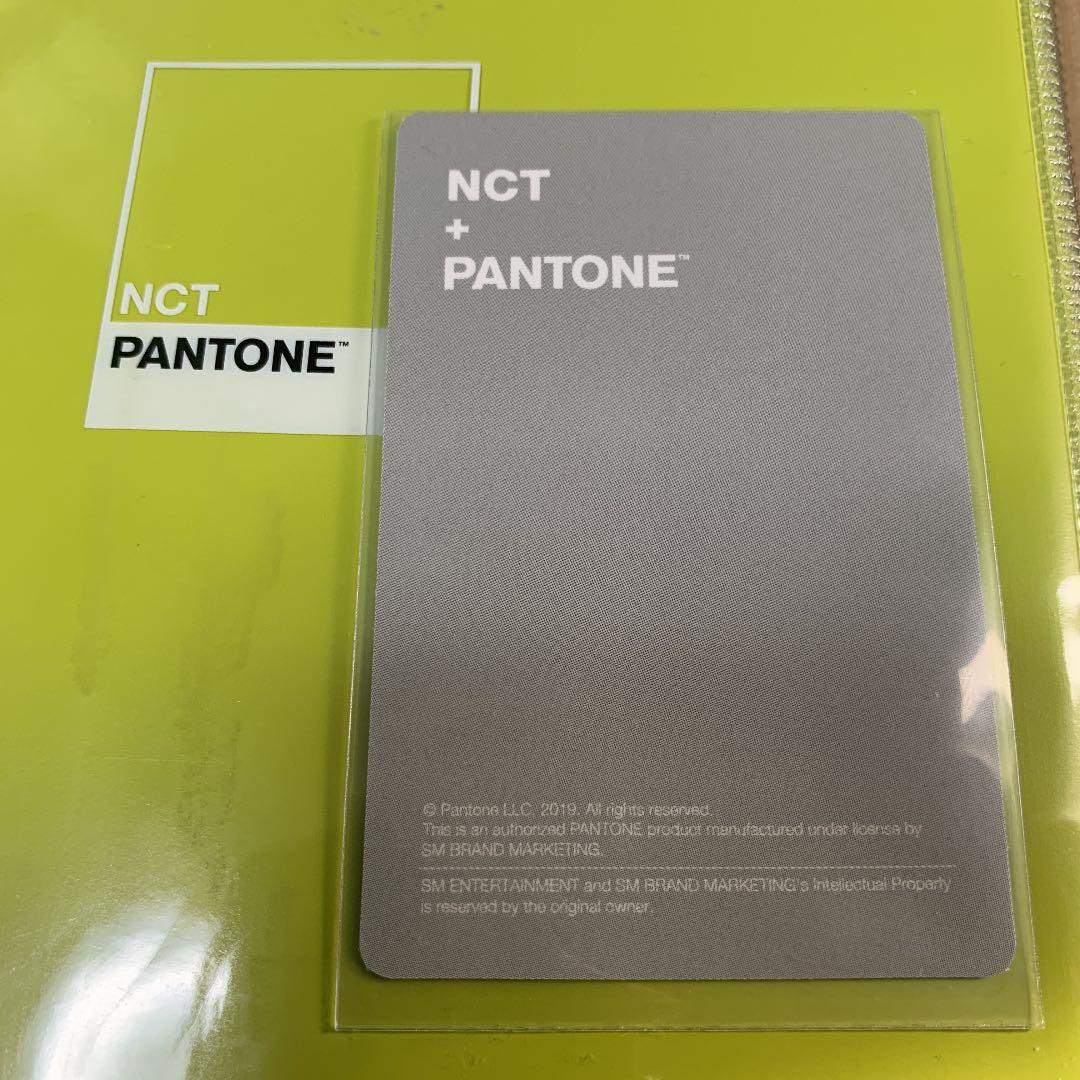 NCT
PANTONE™
NCT
+
PANTONE™
© Pantone LLC, 2019. All rights reserved.
This is an authorized PANTONE product manufactured under license by
SM BRAND MARKETING.
SM ENTERTAINMENT and SM BRAND MARKETING's Intellectual Property
is reserved by the original owner.